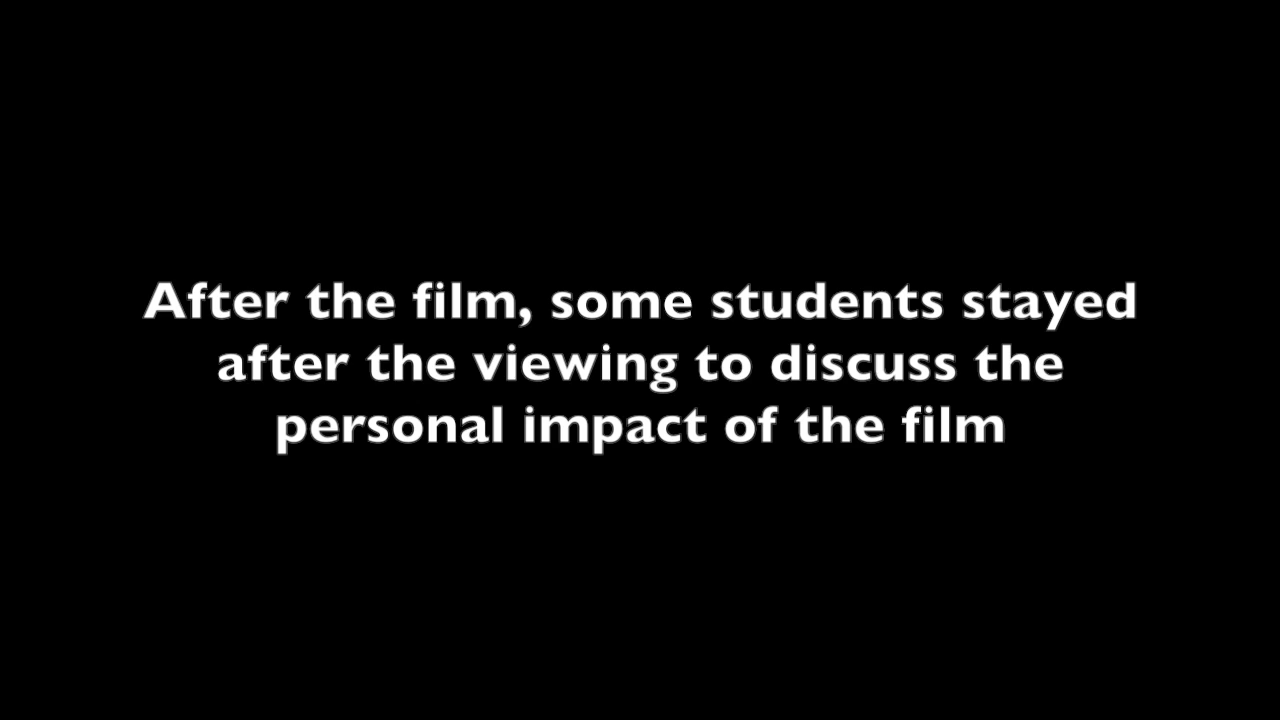 After the film, some students stayed
after the viewing to discuss the
personal impact of the film